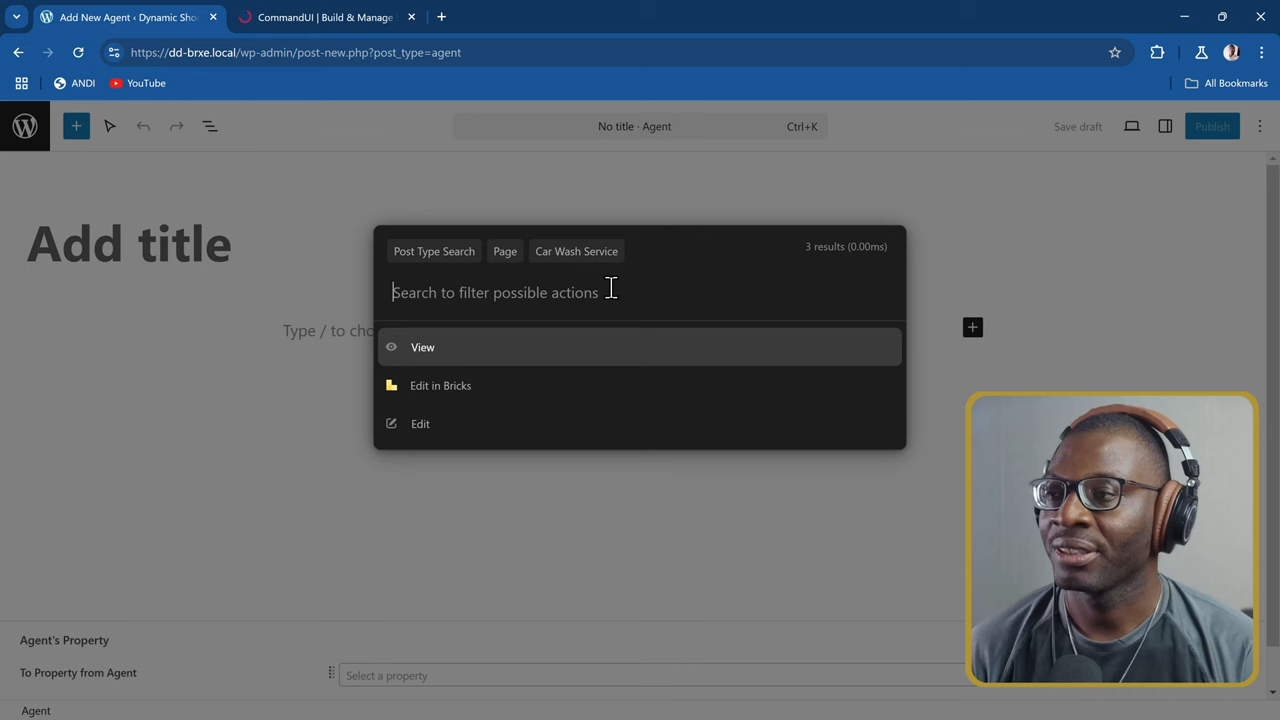 Add New Agent ‹ Dynamic Sho
CommandUI | Build & Manage
https://dd-brxe.local/wp-admin/post-new.php?post_type=agent
ANDI
YouTube
All Bookmarks
No title · Agent
Ctrl+K
Save draft
Publish
Add title
Post Type Search
Page
Car Wash Service
3 results (0.00ms)
Search to filter possible actions
Type / to cho
View
Edit in Bricks
Edit
Agent's Property
To Property from Agent
Select a property
Agent